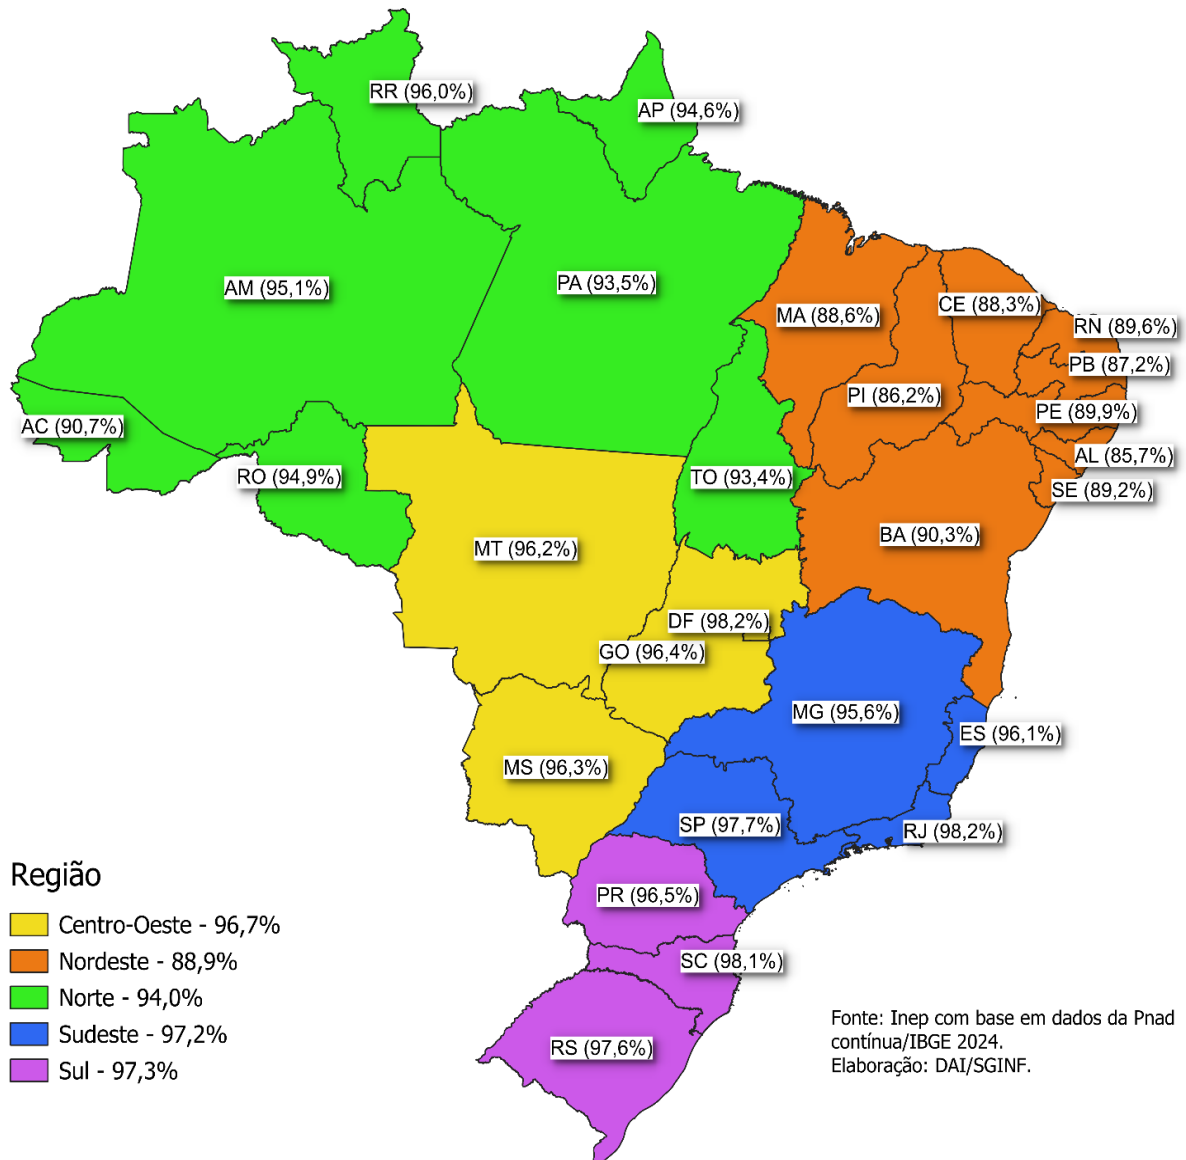 RR (96,0%)
AP (94,6%)
AM (95,1%)
PA (93,5%)
MA (88,6%)
CE (88,3%)
RN (89,6%)
PB (87,2%)
PI (86,2%)
PE (89,9%)
AC (90,7%)
AL (85,7%)
RO (94,9%)
TO (93,4%)
SE (89,2%)
BA (90,3%)
MT (96,2%)
DF (98,2%)
GO (96,4%)
MG (95,6%)
ES (96,1%)
MS (96,3%)
SP (97,7%)
RJ (98,2%)
PR (96,5%)
SC (98,1%)
RS (97,6%)
Região
Centro-Oeste - 96,7%
Nordeste - 88,9%
Norte - 94,0%
Sudeste - 97,2%
Sul - 97,3%
Fonte: Inep com base em dados da Pnad
contínua/IBGE 2024.
Elaboração: DAI/SGINF.